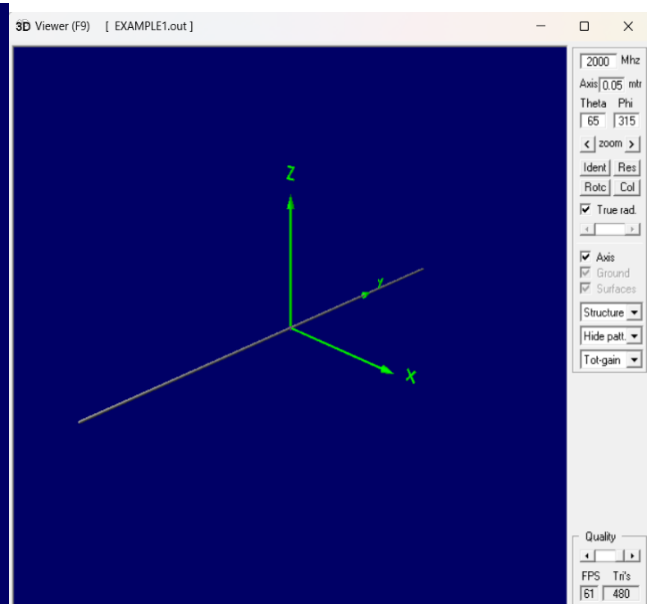 3D Viewer (F9) [ EXAMPLE1.out ]
2000 Mhz
Axis 0.05 mtr
Theta Phi
65 315
< zoom >
Ident Res
Rotc Col
True rad.
Axis
Ground
Surfaces
Structure
Hide patt.
Tot-gain
Z
y
X
Quality
FPS Tri's
61 480